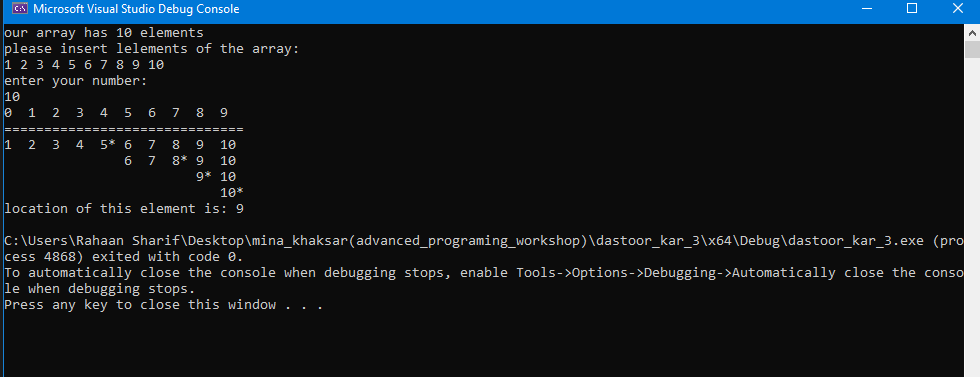 Microsoft Visual Studio Debug Console
our array has 10 elements
please insert lelements of the array:
1 2 3 4 5 6 7 8 9 10
enter your number:
10
0  1  2  3  4  5  6  7  8  9
==============================
1  2  3  4  5* 6  7  8  9  10
6  7  8* 9  10
9* 10
10*
location of this element is: 9
C:\Users\Rahaan Sharif\Desktop\mina_khaksar(advanced_programing_workshop)\dastoor_kar_3\x64\Debug\dastoor_kar_3.exe (pro
cess 4868) exited with code 0.
To automatically close the console when debugging stops, enable Tools->Options->Debugging->Automatically close the conso
le when debugging stops.
Press any key to close this window . . .